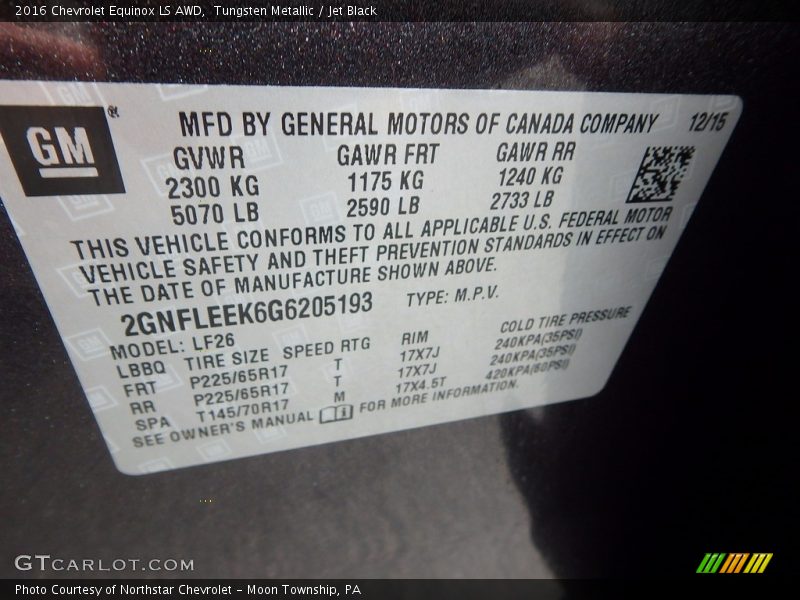 2016 Chevrolet Equinox LS AWD, Tungsten Metallic / Jet Black
GM®
MFD BY GENERAL MOTORS OF CANADA COMPANY 12/15
GVWR GAWR FRT GAWR RR
2300 KG 1175 KG 1240 KG
5070 LB 2590 LB 2733 LB
THIS VEHICLE CONFORMS TO ALL APPLICABLE U.S. FEDERAL MOTOR
VEHICLE SAFETY AND THEFT PREVENTION STANDARDS IN EFFECT ON
THE DATE OF MANUFACTURE SHOWN ABOVE.
2GNFLEEK6G6205193 TYPE: M.P.V.
MODEL: LF26
LBBQ TIRE SIZE SPEED RTG RIM COLD TIRE PRESSURE
FRT P225/65R17 T 17X7J 240KPA(35PSI)
RR P225/65R17 T 17X7J 240KPA(35PSI)
SPA T145/70R17 M 17X4.5T 420KPA(60PSI)
SEE OWNER'S MANUAL FOR MORE INFORMATION.
GTCARLOT.COM
Photo Courtesy of Northstar Chevrolet - Moon Township, PA